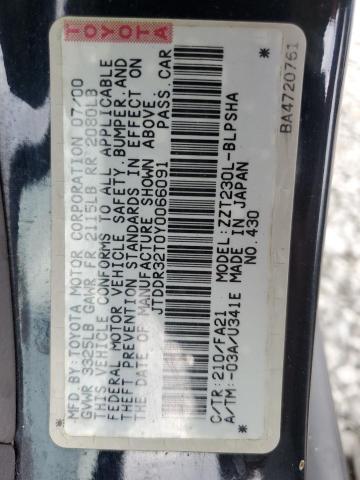 TOYOTA
MFD.BY:TOYOTA MOTOR CORPORATION 07/00
GVWR 3325LB GAWR FR 2115LB RR 2080LB
THIS VEHICLE CONFORMS TO ALL APPLICABLE
FEDERAL MOTOR VEHICLE SAFETY,BUMPER,AND
THEFT PREVENTION STANDARDS IN EFFECT ON
THE DATE OF MANUFACTURE SHOWN ABOVE.
JTDDR32T0Y0066091 PASS.CAR
C/TR:210/FA21 MODEL:ZZT230L-BLPSHA
A/TM:-03A/U341E MADE IN JAPAN
* NO.430 *
BA4720761